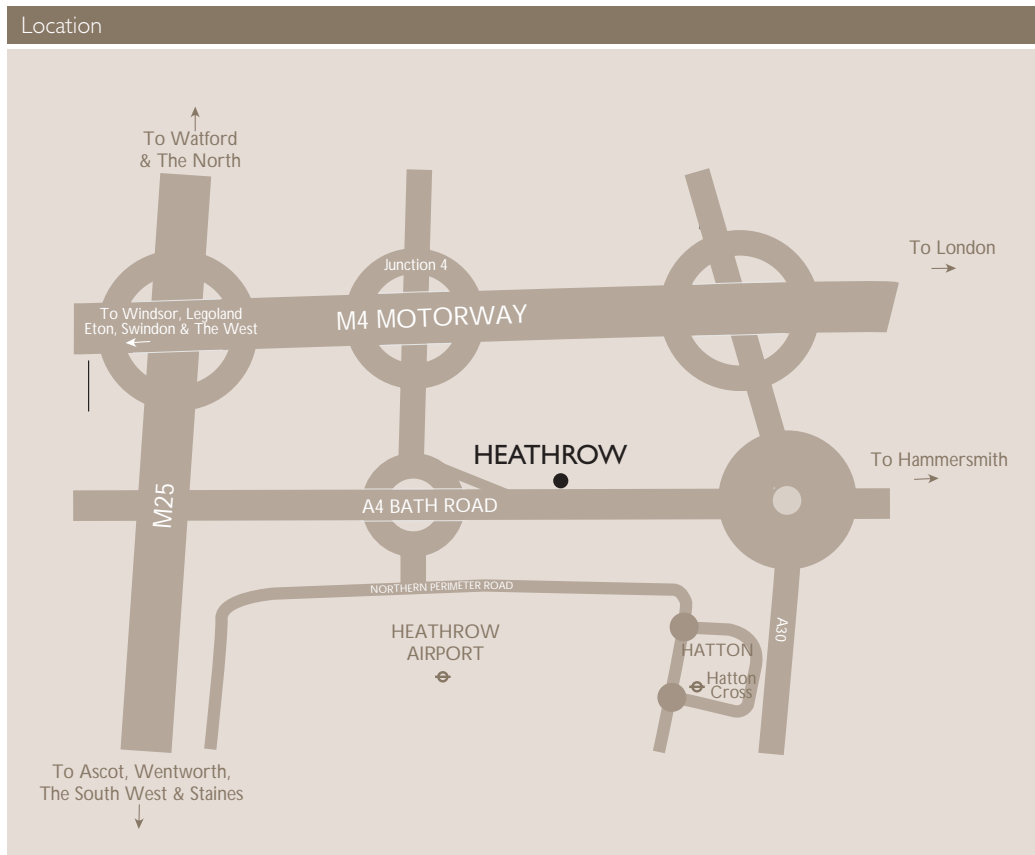 Location
To Watford
& The North
To London
Junction 4
To Windsor, Legoland
Eton, Swindon & The West
M4 MOTORWAY
HEATHROW
To Hammersmith
M25
A4 BATH ROAD
NORTHERN PERIMETER ROAD
HEATHROW
AIRPORT
A30
HATTON
Hatton
Cross
To Ascot, Wentworth,
The South West & Staines